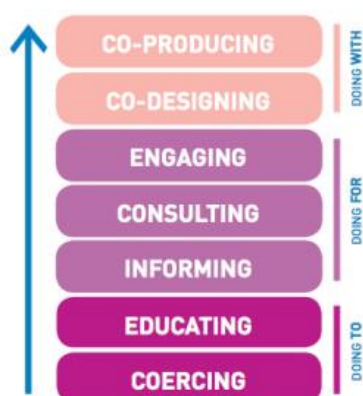 CO-PRODUCING
CO-DESIGNING
DOING WITH
ENGAGING
CONSULTING
INFORMING
DOING FOR
EDUCATING
COERCING
DOING TO